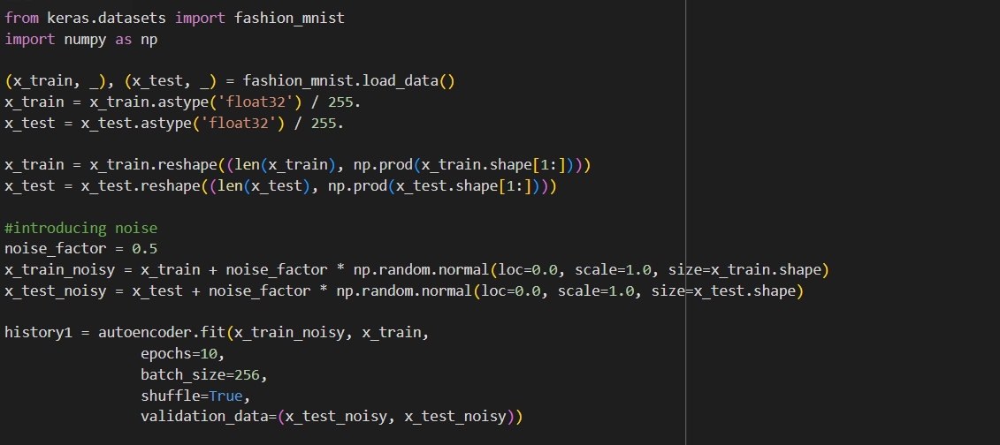 from keras.datasets import fashion_mnist
import numpy as np
(x_train, _), (x_test, _) = fashion_mnist.load_data()
x_train = x_train.astype('float32') / 255.
x_test = x_test.astype('float32') / 255.
x_train = x_train.reshape((len(x_train), np.prod(x_train.shape[1:])))
x_test = x_test.reshape((len(x_test), np.prod(x_test.shape[1:])))
#introducing noise
noise_factor = 0.5
x_train_noisy = x_train + noise_factor * np.random.normal(loc=0.0, scale=1.0, size=x_train.shape)
x_test_noisy = x_test + noise_factor * np.random.normal(loc=0.0, scale=1.0, size=x_test.shape)
history1 = autoencoder.fit(x_train_noisy, x_train,
                epochs=10,
                batch_size=256,
                shuffle=True,
                validation_data=(x_test_noisy, x_test_noisy))